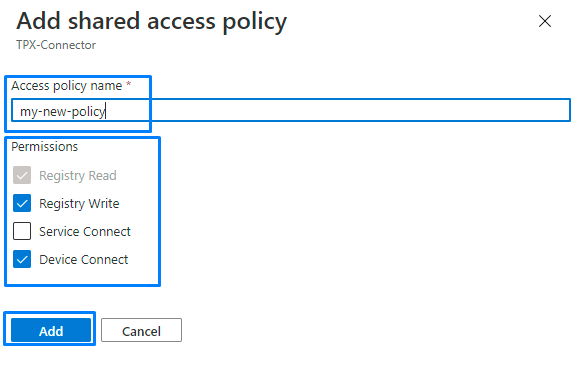 Add shared access policy
TPX-Connector
Access policy name *
my-new-policy
Permissions
Registry Read
Registry Write
Service Connect
Device Connect
Add Cancel